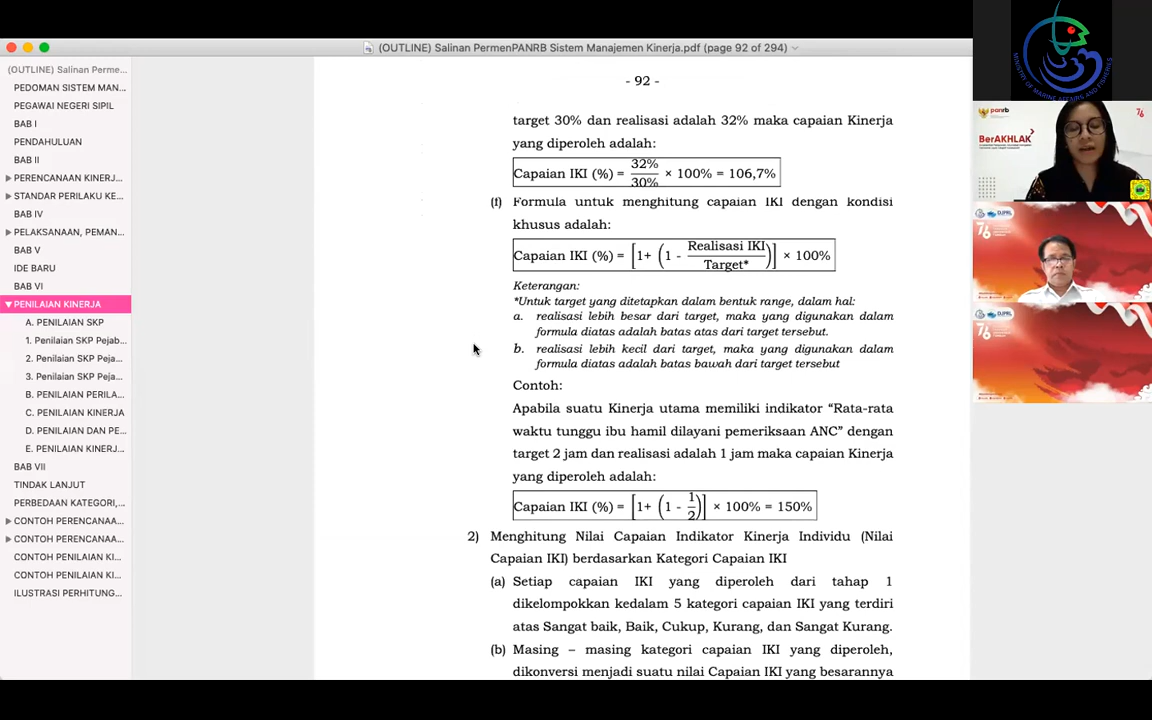 (OUTLINE) Salinan PermenPANRB Sistem Manajemen Kinerja.pdf (page 92 of 294)
(OUTLINE) Salinan Perme...
PEDOMAN SISTEM MAN...
PEGAWAI NEGERI SIPIL
BAB I
PENDAHULUAN
BAB II
PERENCANAAN KINERJ...
STANDAR PERILAKU KE...
BAB IV
PELAKSANAAN, PEMAN...
BAB V
IDE BARU
BAB VI
PENILAIAN KINERJA
A. PENILAIAN SKP
1. Penilaian SKP Pejab...
2. Penilaian SKP Peja...
3. Penilaian SKP Peja...
B. PENILAIAN PERILA...
C. PENILAIAN KINERJA
D. PENILAIAN DAN PE...
E. PENILAIAN KINERJ...
BAB VII
TINDAK LANJUT
PERBEDAAN KATEGORI,...
CONTOH PERENCANAA...
CONTOH PERENCANAA...
CONTOH PENILAIAN KI...
CONTOH PENILAIAN KI...
ILUSTRASI PERHITUNG...
- 92 -
target 30% dan realisasi adalah 32% maka capaian Kinerja
yang diperoleh adalah:
Capaian IKI (%) = 32%/30% × 100% = 106,7%
(f) Formula untuk menghitung capaian IKI dengan kondisi
khusus adalah:
Capaian IKI (%) = [1+ (1 - Realisasi IKI/Target*)] × 100%
Keterangan:
*Untuk target yang ditetapkan dalam bentuk range, dalam hal:
a. realisasi lebih besar dari target, maka yang digunakan dalam
formula diatas adalah batas atas dari target tersebut.
b. realisasi lebih kecil dari target, maka yang digunakan dalam
formula diatas adalah batas bawah dari target tersebut
Contoh:
Apabila suatu Kinerja utama memiliki indikator “Rata-rata
waktu tunggu ibu hamil dilayani pemeriksaan ANC” dengan
target 2 jam dan realisasi adalah 1 jam maka capaian Kinerja
yang diperoleh adalah:
Capaian IKI (%) = [1+ (1 - 1/2)] × 100% = 150%
2) Menghitung Nilai Capaian Indikator Kinerja Individu (Nilai
Capaian IKI) berdasarkan Kategori Capaian IKI
(a) Setiap capaian IKI yang diperoleh dari tahap 1
dikelompokkan kedalam 5 kategori capaian IKI yang terdiri
atas Sangat baik, Baik, Cukup, Kurang, dan Sangat Kurang.
(b) Masing – masing kategori capaian IKI yang diperoleh,
dikonversi menjadi suatu nilai Capaian IKI yang besarannya
MINISTRY OF MARINE AFFAIRS AND FISHERIES
panrb
BerAKHLAK
76
DJPRL
76
DJPRL
76